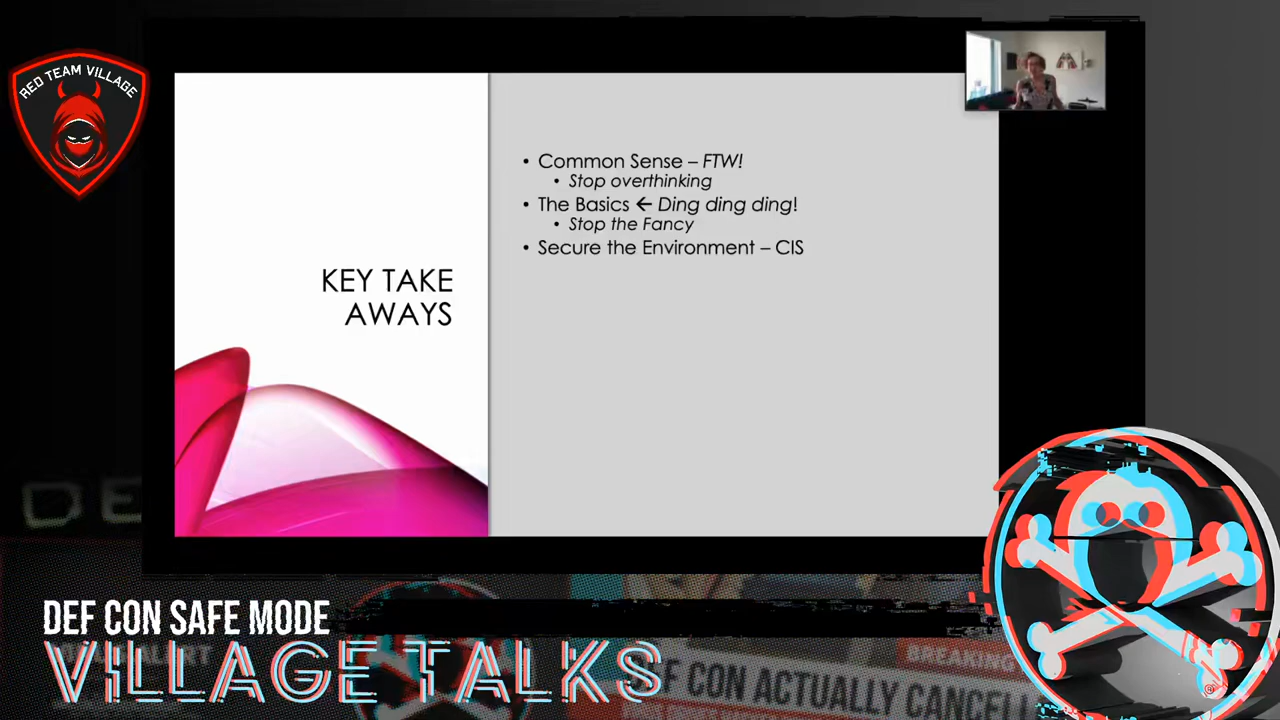 RED TEAM VILLAGE
• Common Sense – FTW!
• Stop overthinking
• The Basics ← Ding ding ding!
• Stop the Fancy
• Secure the Environment – CIS
KEY TAKE
AWAYS
DE
DEF CON SAFE MODE
VILLAGE TALKS
BREAKING
DEF CON ACTUALLY CANCELL